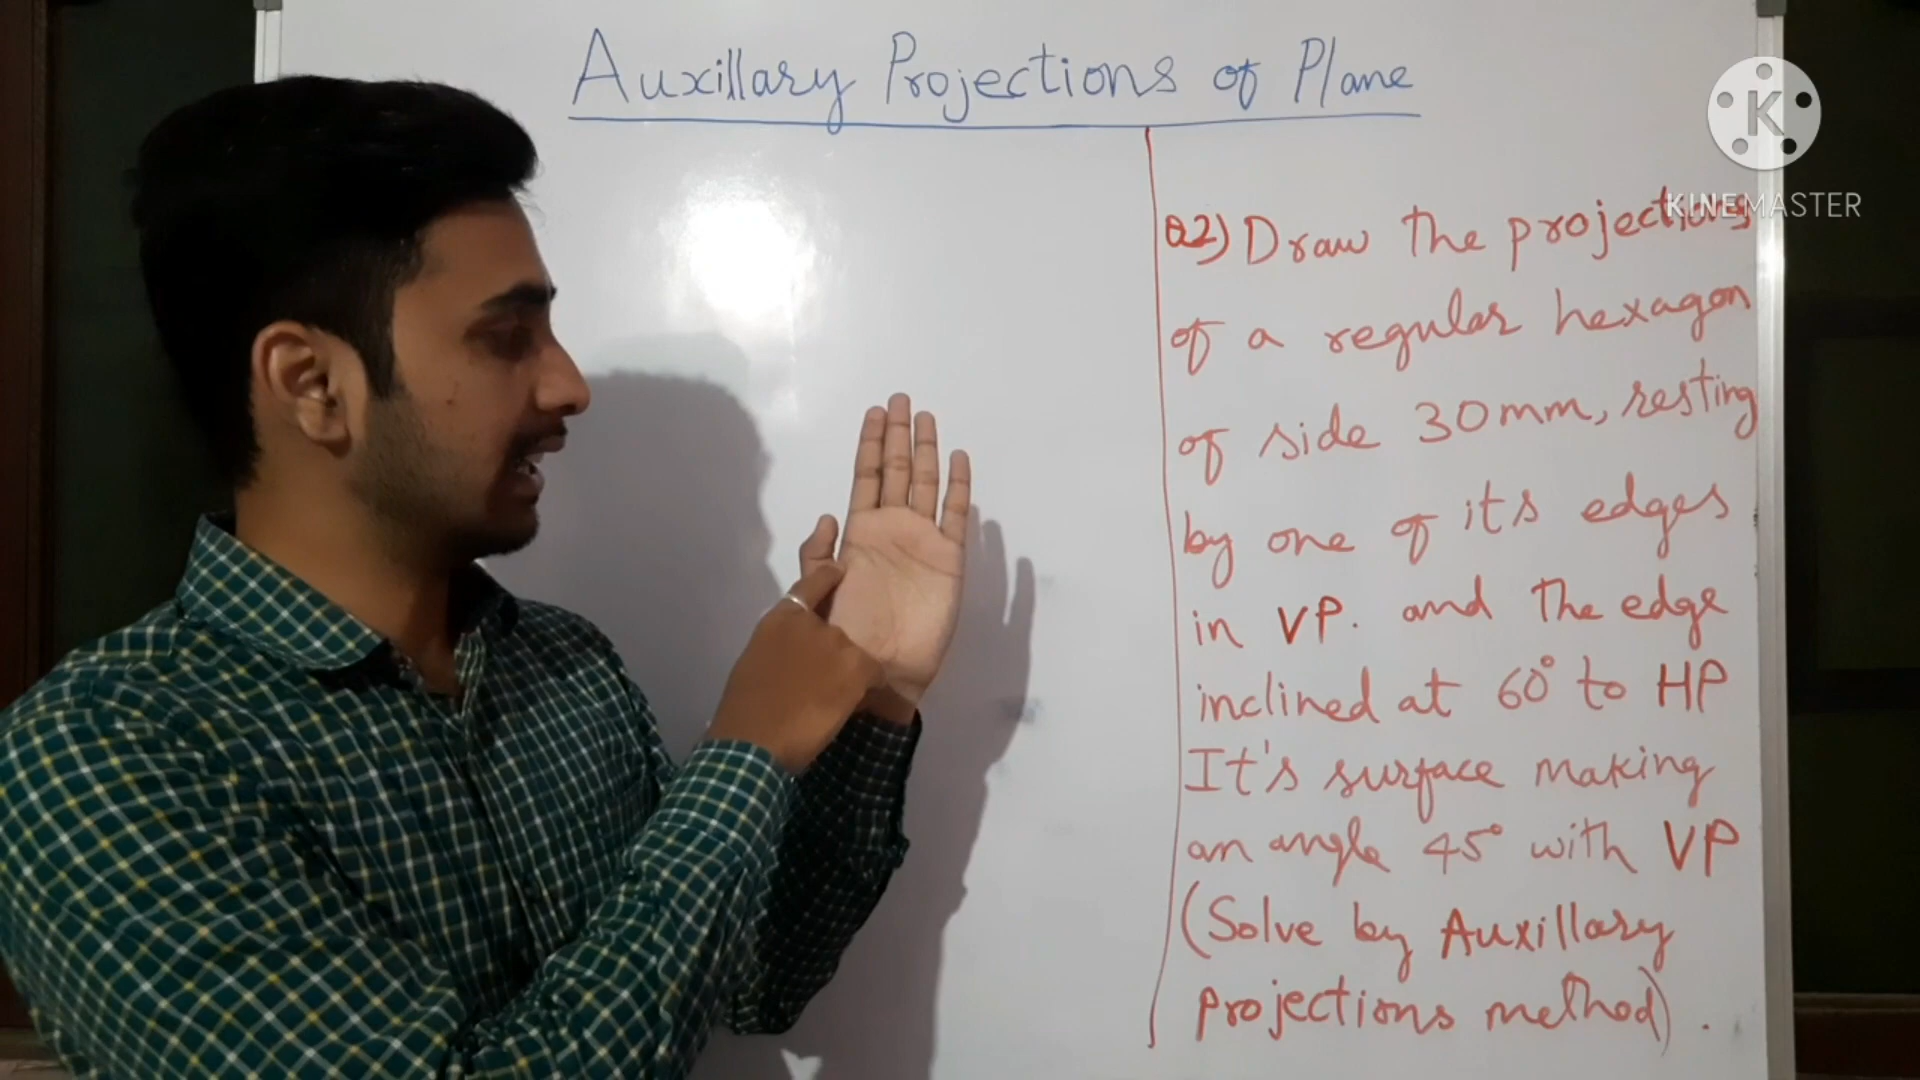 Auxillary Projections of Plane
K
KINEMASTER
Q2) Draw the projections
of a regular hexagon
of side 30mm, resting
by one of its edges
in VP. and the edge
inclined at 60° to HP
It's surface making
an angle 45° with VP
(Solve by Auxillary
Projections method).